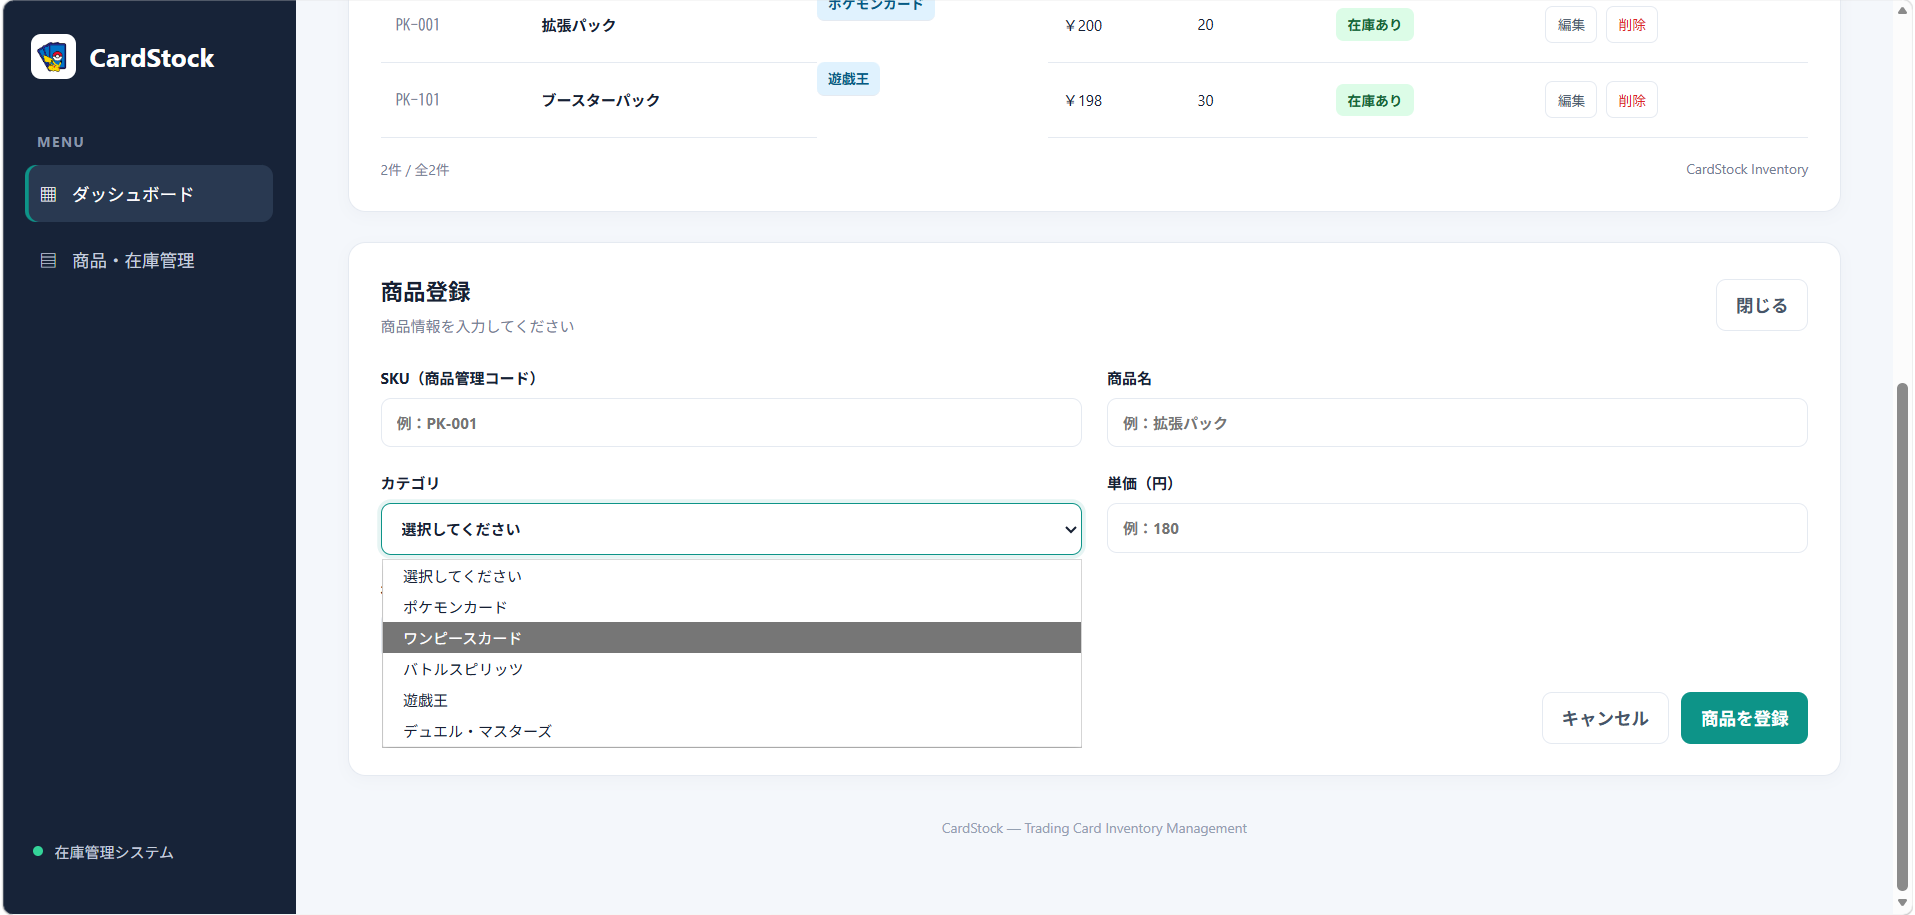 CardStock
MENU
ダッシュボード
商品・在庫管理
在庫管理システム
PK-001 拡張パック ポケモンカード ￥200 20 在庫あり 編集 削除
PK-101 ブースターパック 遊戯王 ￥198 30 在庫あり 編集 削除
2件 / 全2件 CardStock Inventory
商品登録
商品情報を入力してください
閉じる
SKU（商品管理コード） 商品名
例：PK-001 例：拡張パック
カテゴリ 単価（円）
選択してください 例：180
選択してください
ポケモンカード
ワンピースカード
バトルスピリッツ
遊戯王
デュエル・マスターズ
キャンセル 商品を登録
CardStock — Trading Card Inventory Management